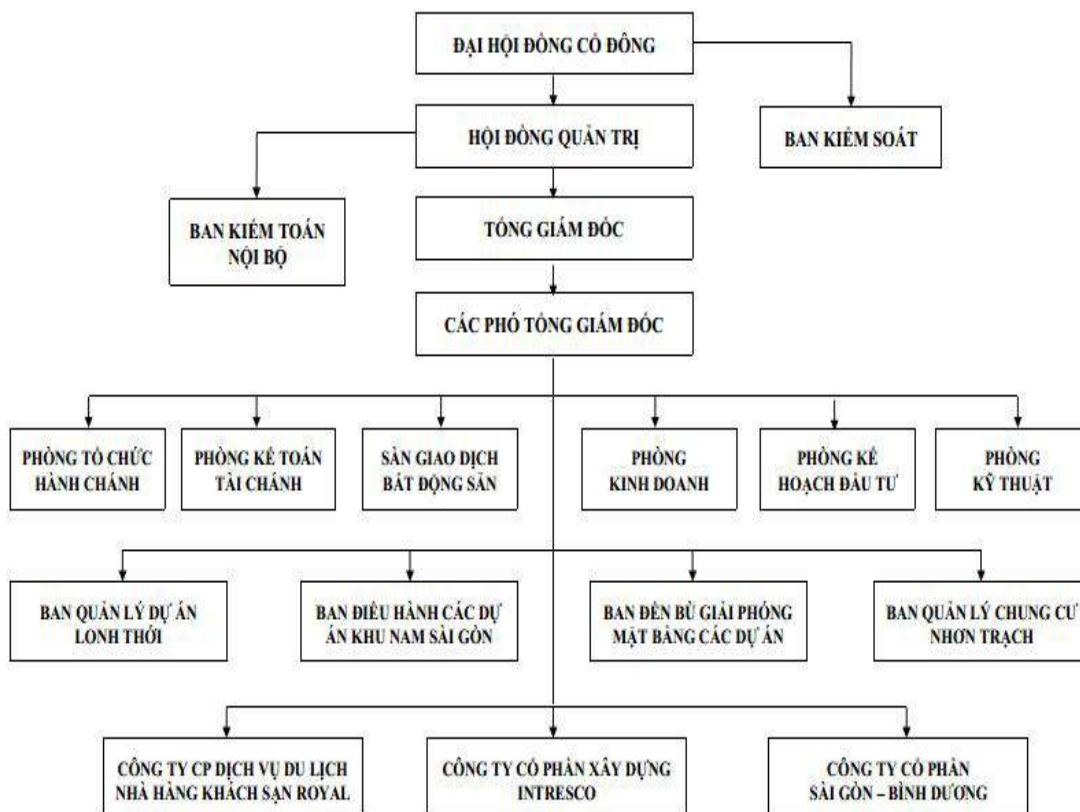 ĐẠI HỘI ĐỒNG CỔ ĐÔNG
HỘI ĐỒNG QUẢN TRỊ
BAN KIỂM SOÁT
BAN KIỂM TOÁN
NỘI BỘ
TỔNG GIÁM ĐỐC
CÁC PHÓ TỔNG GIÁM ĐỐC
PHÒNG TỔ CHỨC
HÀNH CHÁNH
PHÒNG KẾ TOÁN
TÀI CHÁNH
SÀN GIAO DỊCH
BẤT ĐỘNG SẢN
PHÒNG
KINH DOANH
PHÒNG KẾ
HOẠCH ĐẦU TƯ
PHÒNG
KỸ THUẬT
BAN QUẢN LÝ DỰ ÁN
LONH THỚI
BAN ĐIỀU HÀNH CÁC DỰ
ÁN KHU NAM SÀI GÒN
BAN ĐỀN BÙ GIẢI PHÓNG
MẶT BẰNG CÁC DỰ ÁN
BAN QUẢN LÝ CHUNG CƯ
NHƠN TRẠCH
CÔNG TY CP DỊCH VỤ DU LỊCH
NHÀ HÀNG KHÁCH SẠN ROYAL
CÔNG TY CỔ PHẦN XÂY DỰNG
INTRESCO
CÔNG TY CỔ PHẦN
SÀI GÒN – BÌNH DƯƠNG